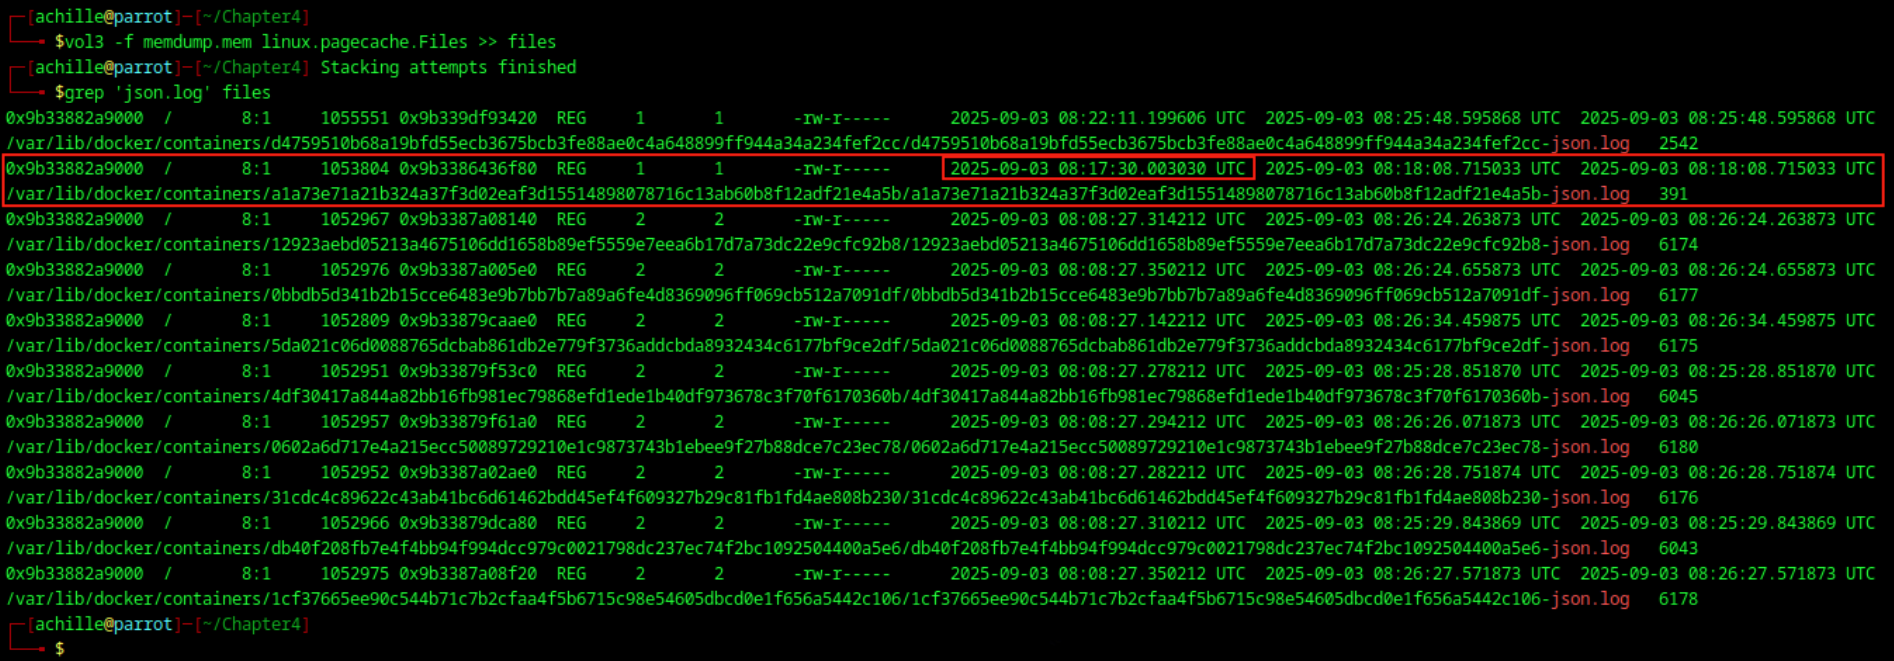 ┌─[achille@parrot]─[~/Chapter4]
└──╼ $vol3 -f memdump.mem linux.pagecache.Files >> files
┌─[achille@parrot]─[~/Chapter4] Stacking attempts finished
└──╼ $grep 'json.log' files
0x9b33882a9000 / 8:1 1055551 0x9b339df93420 REG 1 1 -rw-r----- 2025-09-03 08:22:11.199606 UTC 2025-09-03 08:25:48.595868 UTC 2025-09-03 08:25:48.595868 UTC
/var/lib/docker/containers/d4759510b68a19bfd55ecb3675bcb3fe88ae0c4a648899ff944a34a234fef2cc/d4759510b68a19bfd55ecb3675bcb3fe88ae0c4a648899ff944a34a234fef2cc-json.log 2542
0x9b33882a9000 / 8:1 1053804 0x9b3386436f80 REG 1 1 -rw-r----- 2025-09-03 08:17:30.003030 UTC 2025-09-03 08:18:08.715033 UTC 2025-09-03 08:18:08.715033 UTC
/var/lib/docker/containers/a1a73e71a21b324a37f3d02eaf3d15514898078716c13ab60b8f12adf21e4a5b/a1a73e71a21b324a37f3d02eaf3d15514898078716c13ab60b8f12adf21e4a5b-json.log 391
0x9b33882a9000 / 8:1 1052967 0x9b3387a08140 REG 2 2 -rw-r----- 2025-09-03 08:08:27.314212 UTC 2025-09-03 08:26:24.263873 UTC 2025-09-03 08:26:24.263873 UTC
/var/lib/docker/containers/12923aebd05213a4675106dd1658b89ef5559e7eea6b17d7a73dc22e9cfc92b8/12923aebd05213a4675106dd1658b89ef5559e7eea6b17d7a73dc22e9cfc92b8-json.log 6174
0x9b33882a9000 / 8:1 1052976 0x9b3387a005e0 REG 2 2 -rw-r----- 2025-09-03 08:08:27.350212 UTC 2025-09-03 08:26:24.655873 UTC 2025-09-03 08:26:24.655873 UTC
/var/lib/docker/containers/0bbdb5d341b2b15cce6483e9b7bb7b7a89a6fe4d8369096ff069cb512a7091df/0bbdb5d341b2b15cce6483e9b7bb7b7a89a6fe4d8369096ff069cb512a7091df-json.log 6177
0x9b33882a9000 / 8:1 1052809 0x9b33879caae0 REG 2 2 -rw-r----- 2025-09-03 08:08:27.142212 UTC 2025-09-03 08:26:34.459875 UTC 2025-09-03 08:26:34.459875 UTC
/var/lib/docker/containers/5da021c06d0088765dcbab861db2e779f3736addcbda8932434c6177bf9ce2df/5da021c06d0088765dcbab861db2e779f3736addcbda8932434c6177bf9ce2df-json.log 6175
0x9b33882a9000 / 8:1 1052951 0x9b33879f53c0 REG 2 2 -rw-r----- 2025-09-03 08:08:27.278212 UTC 2025-09-03 08:25:28.851870 UTC 2025-09-03 08:25:28.851870 UTC
/var/lib/docker/containers/4df30417a844a82bb16fb981ec79868efd1ede1b40df973678c3f70f6170360b/4df30417a844a82bb16fb981ec79868efd1ede1b40df973678c3f70f6170360b-json.log 6045
0x9b33882a9000 / 8:1 1052957 0x9b33879f61a0 REG 2 2 -rw-r----- 2025-09-03 08:08:27.294212 UTC 2025-09-03 08:26:26.071873 UTC 2025-09-03 08:26:26.071873 UTC
/var/lib/docker/containers/0602a6d717e4a215ecc50089729210e1c9873743b1ebee9f27b88dce7c23ec78/0602a6d717e4a215ecc50089729210e1c9873743b1ebee9f27b88dce7c23ec78-json.log 6180
0x9b33882a9000 / 8:1 1052952 0x9b3387a02ae0 REG 2 2 -rw-r----- 2025-09-03 08:08:27.282212 UTC 2025-09-03 08:26:28.751874 UTC 2025-09-03 08:26:28.751874 UTC
/var/lib/docker/containers/31cdc4c89622c43ab41bc6d61462bdd45ef4f609327b29c81fb1fd4ae808b230/31cdc4c89622c43ab41bc6d61462bdd45ef4f609327b29c81fb1fd4ae808b230-json.log 6176
0x9b33882a9000 / 8:1 1052966 0x9b33879dca80 REG 2 2 -rw-r----- 2025-09-03 08:08:27.310212 UTC 2025-09-03 08:25:29.843869 UTC 2025-09-03 08:25:29.843869 UTC
/var/lib/docker/containers/db40f208fb7e4f4bb94f994dcc979c0021798dc237ec74f2bc1092504400a5e6/db40f208fb7e4f4bb94f994dcc979c0021798dc237ec74f2bc1092504400a5e6-json.log 6043
0x9b33882a9000 / 8:1 1052975 0x9b3387a08f20 REG 2 2 -rw-r----- 2025-09-03 08:08:27.350212 UTC 2025-09-03 08:26:27.571873 UTC 2025-09-03 08:26:27.571873 UTC
/var/lib/docker/containers/1cf37665ee90c544b71c7b2cfaa4f5b6715c98e54605dbcd0e1f656a5442c106/1cf37665ee90c544b71c7b2cfaa4f5b6715c98e54605dbcd0e1f656a5442c106-json.log 6178
┌─[achille@parrot]─[~/Chapter4]
└──╼ $